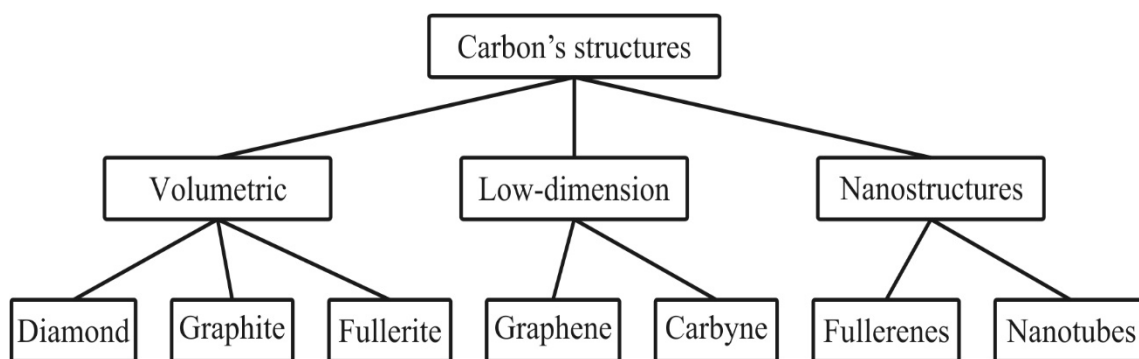 Carbon’s structures
Volumetric
Low-dimension
Nanostructures
Diamond
Graphite
Fullerite
Graphene
Carbyne
Fullerenes
Nanotubes